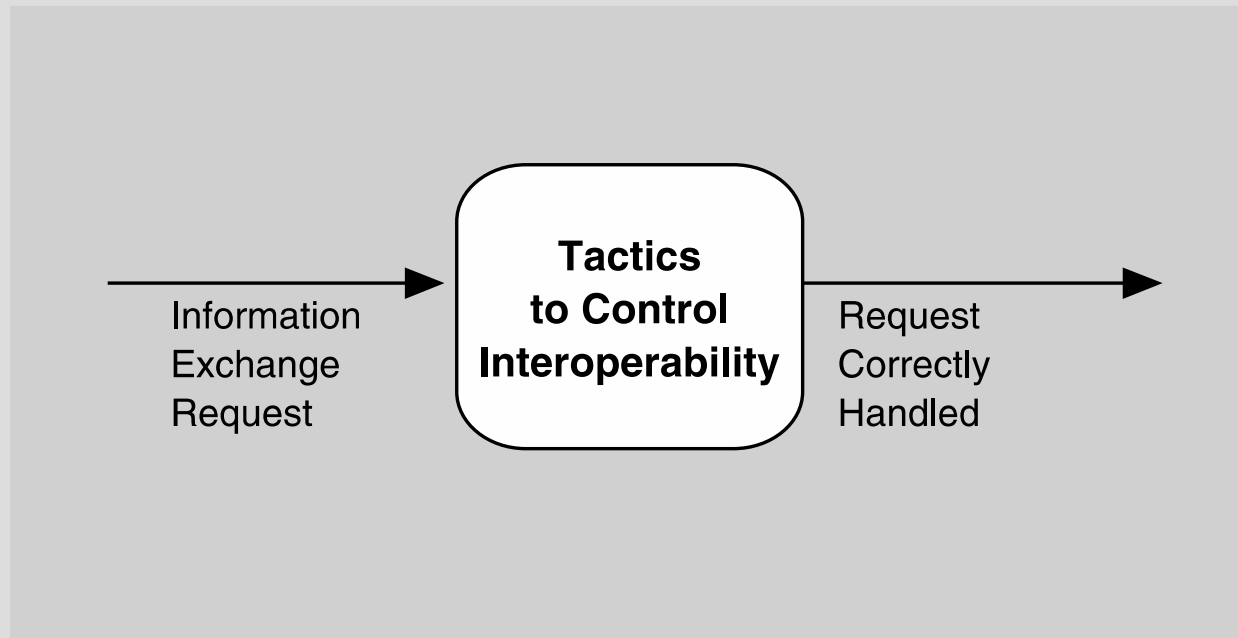 Information
Exchange
Request
Tactics
to Control
Interoperability
Request
Correctly
Handled